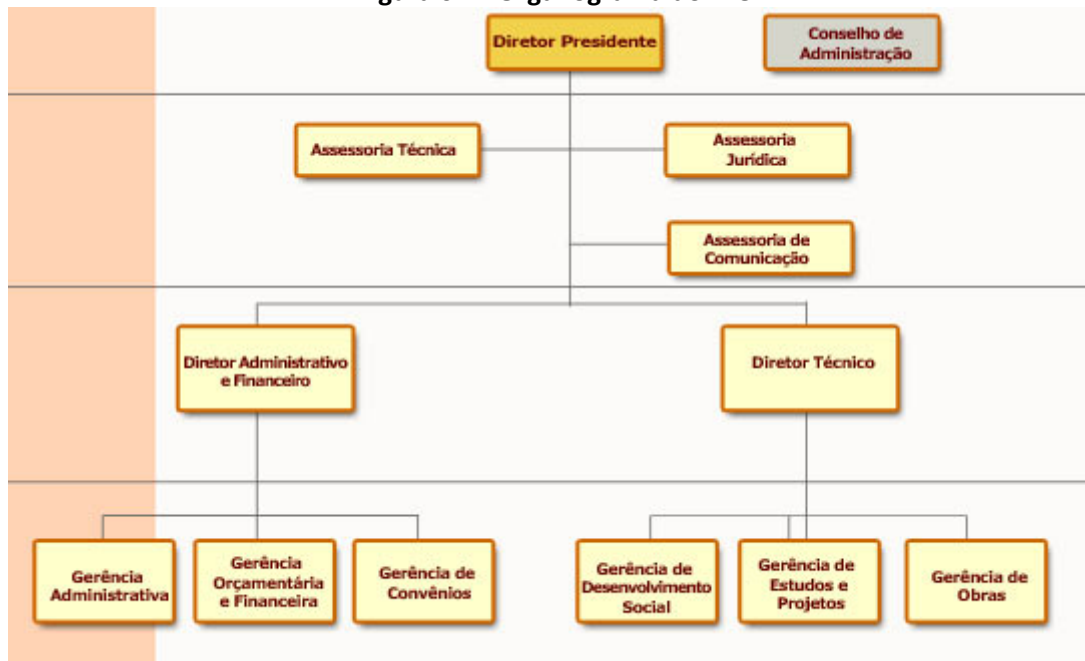 Diretor Presidente
Conselho de
Administração
Assessoria Técnica
Assessoria
Jurídica
Assessoria de
Comunicação
Diretor Administrativo
e Financeiro
Diretor Técnico
Gerência
Administrativa
Gerência
Orçamentária
e Financeira
Gerência de
Convênios
Gerência de
Desenvolvimento
Social
Gerência de
Estudos e
Projetos
Gerência de
Obras